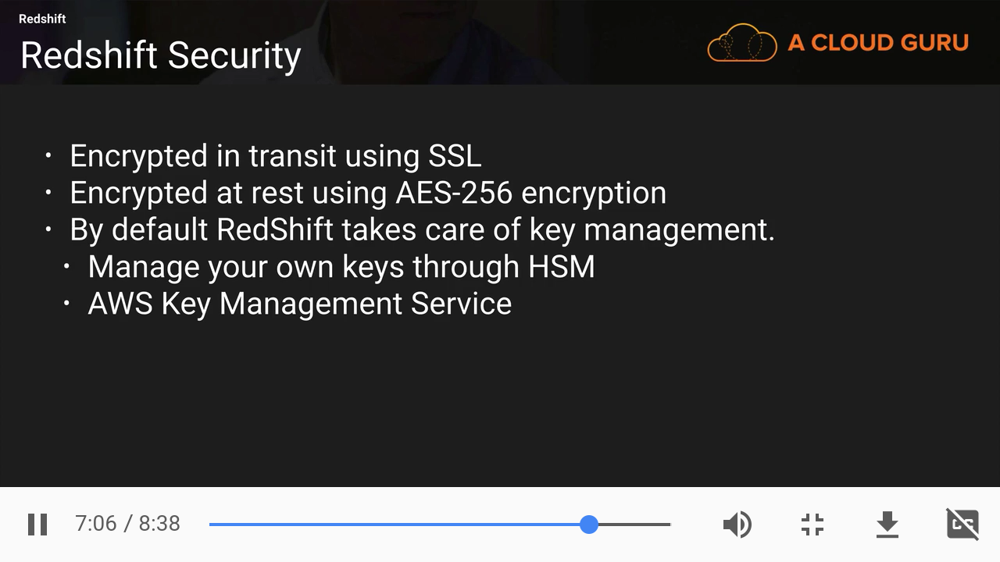 Redshift
Redshift Security
A CLOUD GURU
• Encrypted in transit using SSL
• Encrypted at rest using AES-256 encryption
• By default RedShift takes care of key management.
• Manage your own keys through HSM
• AWS Key Management Service
7:06 / 8:38
CC